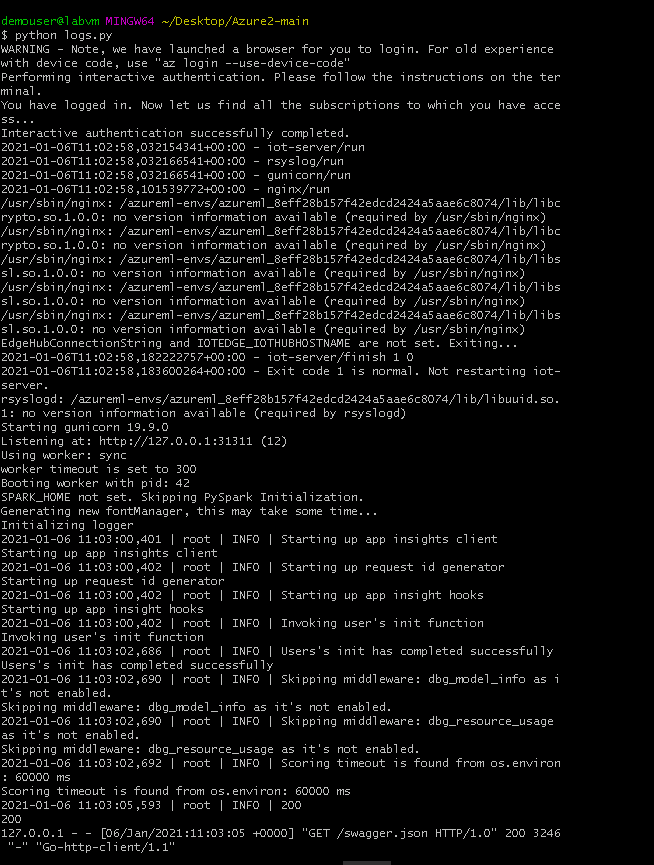 demouser@labvm MINGW64 ~/Desktop/Azure2-main
$ python logs.py
WARNING - Note, we have launched a browser for you to login. For old experience
with device code, use "az login --use-device-code"
Performing interactive authentication. Please follow the instructions on the ter
minal.
You have logged in. Now let us find all the subscriptions to which you have acce
ss...
Interactive authentication successfully completed.
2021-01-06T11:02:58,032154341+00:00 - iot-server/run
2021-01-06T11:02:58,032166541+00:00 - rsyslog/run
2021-01-06T11:02:58,032166541+00:00 - gunicorn/run
2021-01-06T11:02:58,101539772+00:00 - nginx/run
/usr/sbin/nginx: /azureml-envs/azureml_8eff28b157f42edcd2424a5aae6c8074/lib/libc
rypto.so.1.0.0: no version information available (required by /usr/sbin/nginx)
/usr/sbin/nginx: /azureml-envs/azureml_8eff28b157f42edcd2424a5aae6c8074/lib/libc
rypto.so.1.0.0: no version information available (required by /usr/sbin/nginx)
/usr/sbin/nginx: /azureml-envs/azureml_8eff28b157f42edcd2424a5aae6c8074/lib/libs
sl.so.1.0.0: no version information available (required by /usr/sbin/nginx)
/usr/sbin/nginx: /azureml-envs/azureml_8eff28b157f42edcd2424a5aae6c8074/lib/libs
sl.so.1.0.0: no version information available (required by /usr/sbin/nginx)
/usr/sbin/nginx: /azureml-envs/azureml_8eff28b157f42edcd2424a5aae6c8074/lib/libs
sl.so.1.0.0: no version information available (required by /usr/sbin/nginx)
EdgeHubConnectionString and IOTEDGE_IOTHUBHOSTNAME are not set. Exiting...
2021-01-06T11:02:58,182222757+00:00 - iot-server/finish 1 0
2021-01-06T11:02:58,183600264+00:00 - Exit code 1 is normal. Not restarting iot-
server.
rsyslogd: /azureml-envs/azureml_8eff28b157f42edcd2424a5aae6c8074/lib/libuuid.so.
1: no version information available (required by rsyslogd)
Starting gunicorn 19.9.0
Listening at: http://127.0.0.1:31311 (12)
Using worker: sync
worker timeout is set to 300
Booting worker with pid: 42
SPARK_HOME not set. Skipping PySpark Initialization.
Generating new fontManager, this may take some time...
Initializing logger
2021-01-06 11:03:00,401 | root | INFO | Starting up app insights client
Starting up app insights client
2021-01-06 11:03:00,402 | root | INFO | Starting up request id generator
Starting up request id generator
2021-01-06 11:03:00,402 | root | INFO | Starting up app insight hooks
Starting up app insight hooks
2021-01-06 11:03:00,402 | root | INFO | Invoking user's init function
Invoking user's init function
2021-01-06 11:03:02,686 | root | INFO | Users's init has completed successfully
Users's init has completed successfully
2021-01-06 11:03:02,690 | root | INFO | Skipping middleware: dbg_model_info as i
t's not enabled.
Skipping middleware: dbg_model_info as it's not enabled.
2021-01-06 11:03:02,690 | root | INFO | Skipping middleware: dbg_resource_usage
as it's not enabled.
Skipping middleware: dbg_resource_usage as it's not enabled.
2021-01-06 11:03:02,692 | root | INFO | Scoring timeout is found from os.environ
: 60000 ms
Scoring timeout is found from os.environ: 60000 ms
2021-01-06 11:03:05,593 | root | INFO | 200
200
127.0.0.1 - - [06/Jan/2021:11:03:05 +0000] "GET /swagger.json HTTP/1.0" 200 3246
"-" "Go-http-client/1.1"